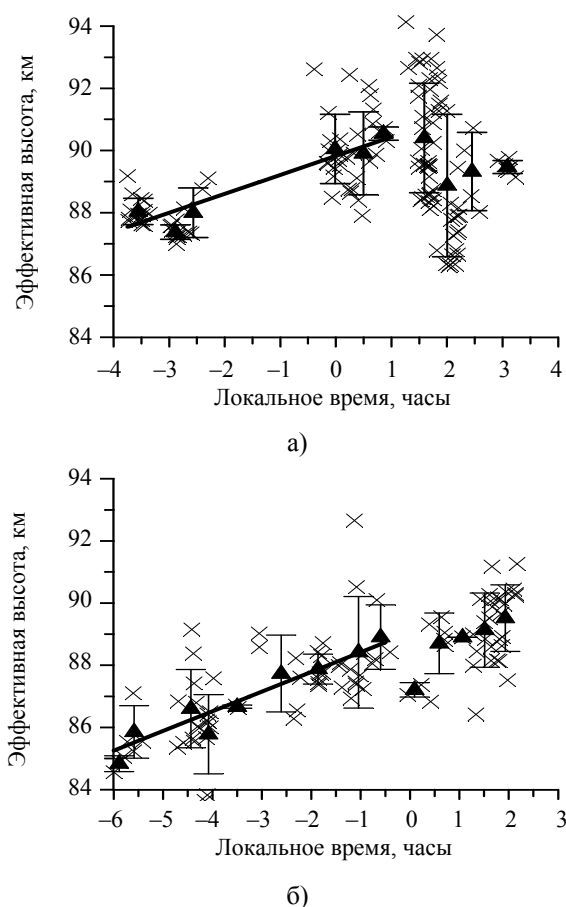 94
92
90
88
86
84
Эффективная высота, км
–4 –3 –2 –1 0 1 2 3 4
Локальное время, часы
а)
94
92
90
88
86
84
Эффективная высота, км
–6 –5 –4 –3 –2 –1 0 1 2 3
Локальное время, часы
б)